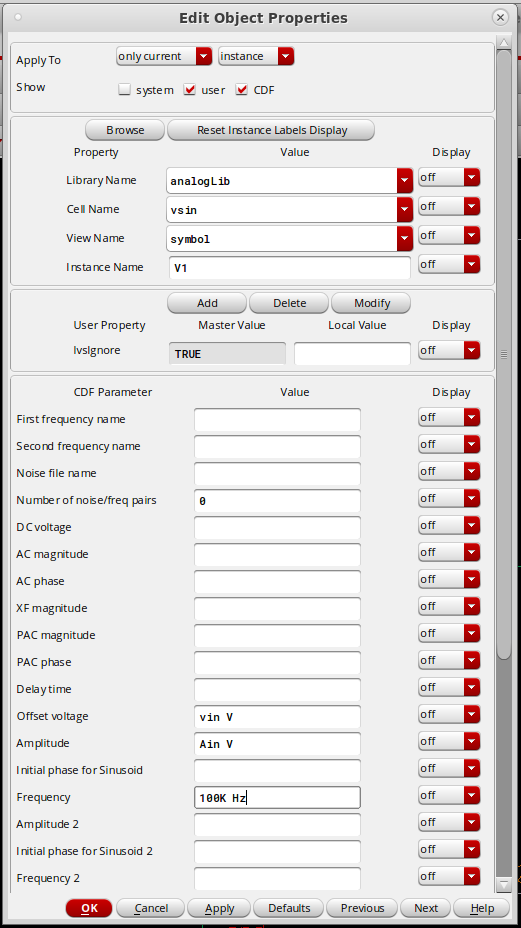 Edit Object Properties
Apply To only current instance
Show system user CDF
Browse Reset Instance Labels Display
Property Value Display
Library Name analogLib off
Cell Name vsin off
View Name symbol off
Instance Name V1 off
Add Delete Modify
User Property Master Value Local Value Display
lvsIgnore TRUE off
CDF Parameter Value Display
First frequency name off
Second frequency name off
Noise file name off
Number of noise/freq pairs 0 off
DC voltage off
AC magnitude off
AC phase off
XF magnitude off
PAC magnitude off
PAC phase off
Delay time off
Offset voltage vin V off
Amplitude Ain V off
Initial phase for Sinusoid off
Frequency 100K Hz off
Amplitude 2 off
Initial phase for Sinusoid 2 off
Frequency 2 off
OK Cancel Apply Defaults Previous Next Help